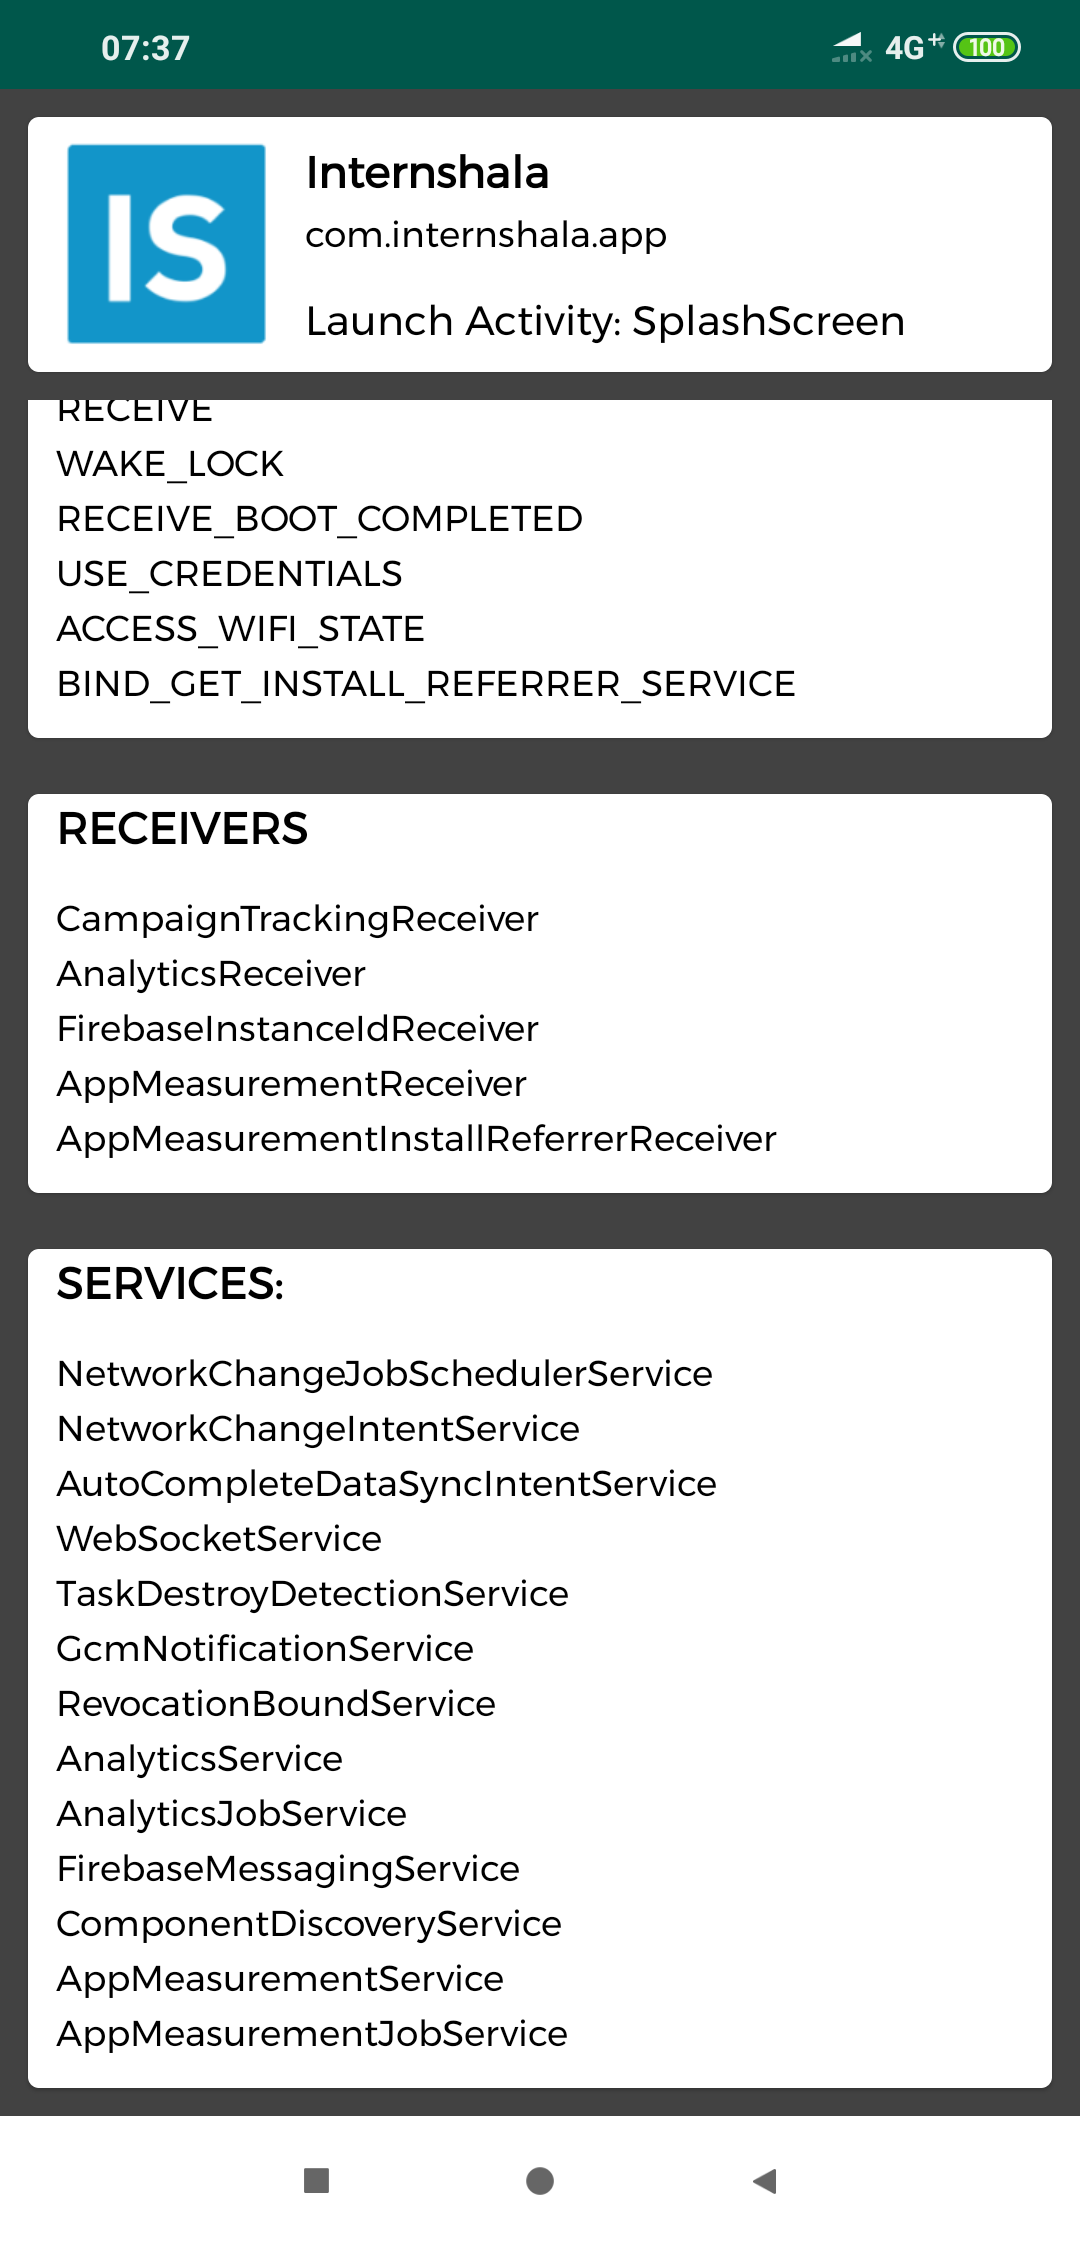 07:37
4G+
100
IS
Internshala
com.internshala.app
Launch Activity: SplashScreen
RECEIVE
WAKE_LOCK
RECEIVE_BOOT_COMPLETED
USE_CREDENTIALS
ACCESS_WIFI_STATE
BIND_GET_INSTALL_REFERRER_SERVICE
RECEIVERS
CampaignTrackingReceiver
AnalyticsReceiver
FirebaseInstanceIdReceiver
AppMeasurementReceiver
AppMeasurementInstallReferrerReceiver
SERVICES:
NetworkChangeJobSchedulerService
NetworkChangeIntentService
AutoCompleteDataSyncIntentService
WebSocketService
TaskDestroyDetectionService
GcmNotificationService
RevocationBoundService
AnalyticsService
AnalyticsJobService
FirebaseMessagingService
ComponentDiscoveryService
AppMeasurementService
AppMeasurementJobService